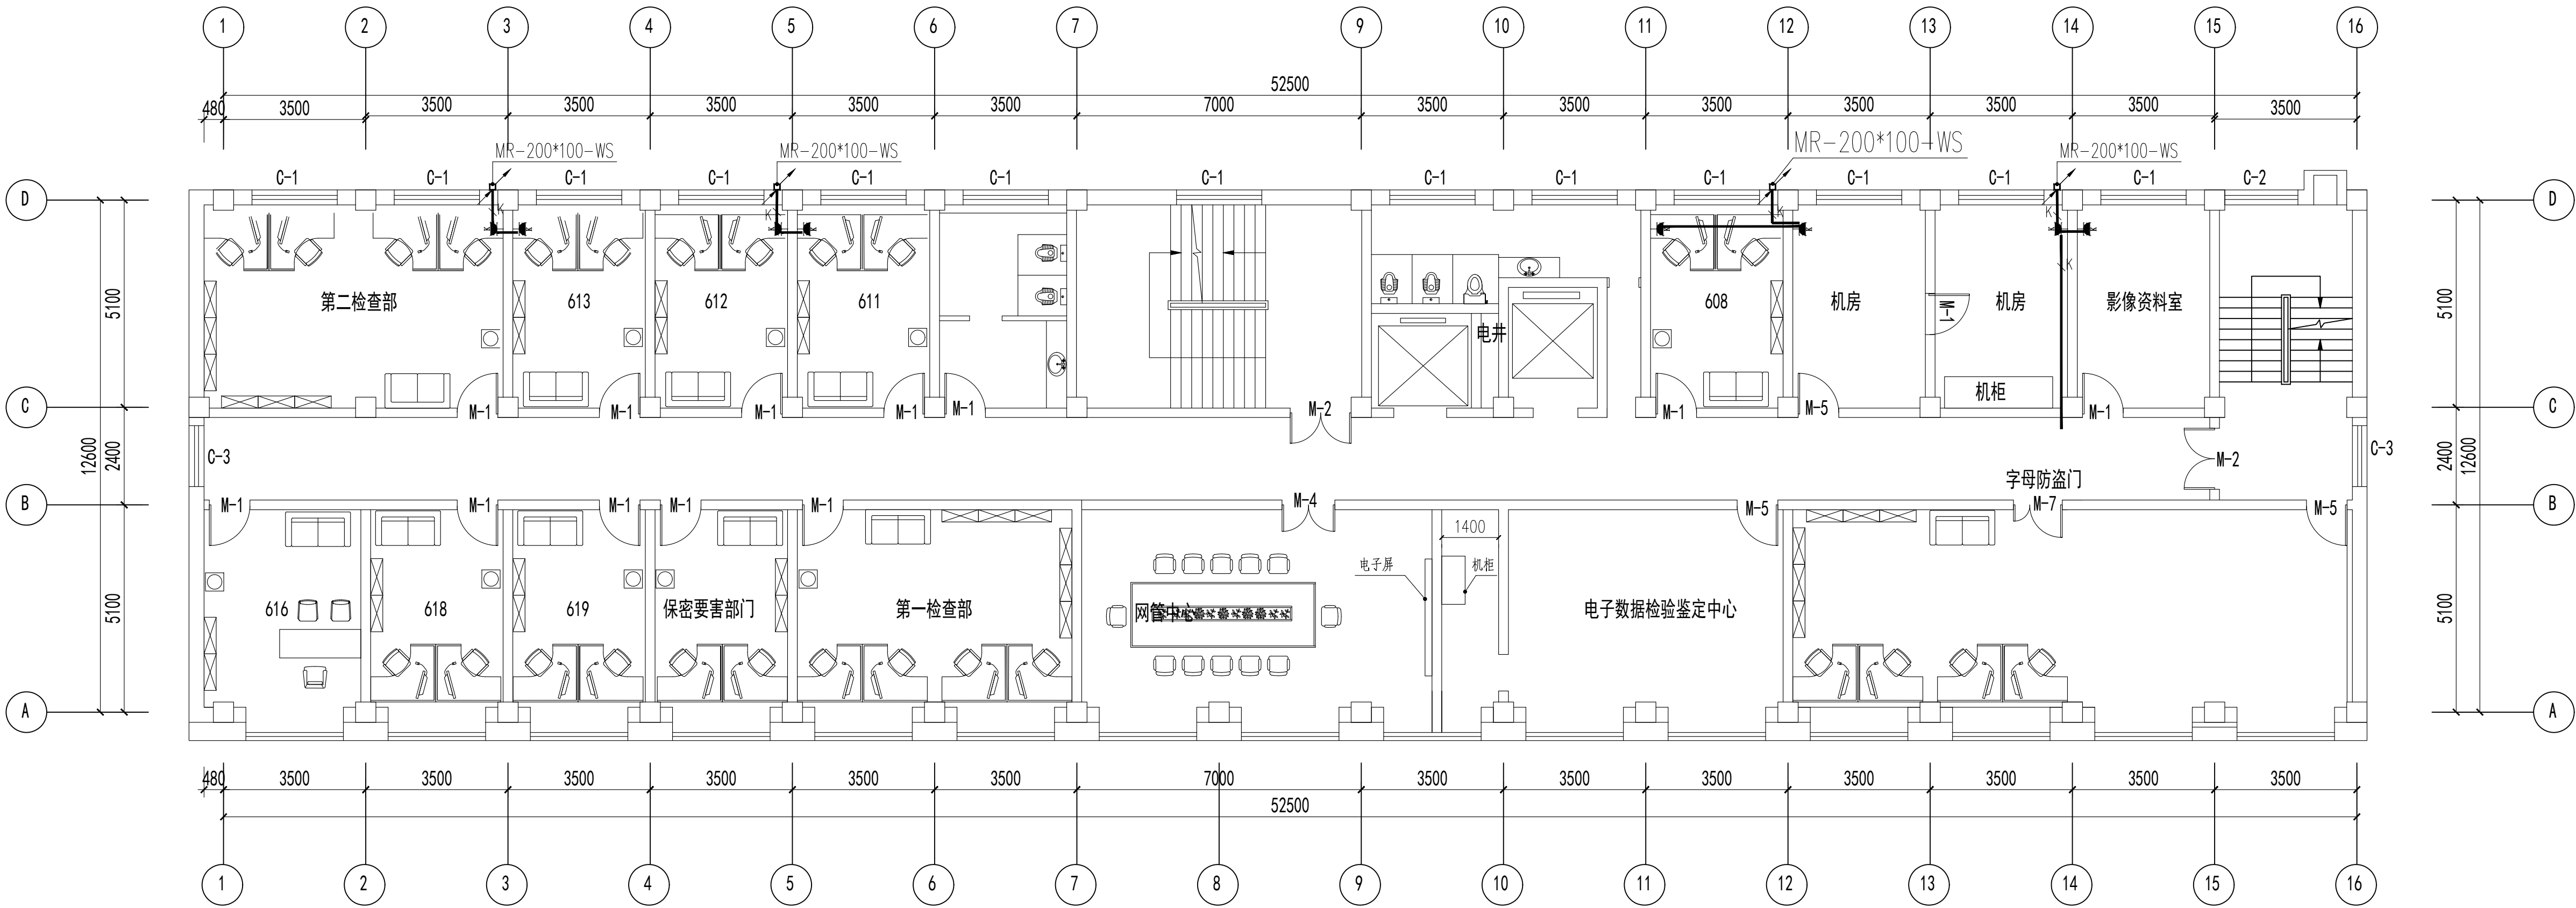 1 2 3 4 5 6 7 9 10 11 12 13 14 15 16
52500
480 3500 3500 3500 3500 3500 3500 7000 3500 3500 3500 3500 3500 3500 3500
MR-200*100-WS MR-200*100-WS MR-200*100-WS MR-200*100-WS
C-1 C-1 C-1 C-1 C-1 C-1 C-1 C-1 C-1 C-1 C-1 C-1 C-1 C-2
D D
K K K K
K
5100 第二检查部 613 612 611 电井 608 机房 M-1 机房 影像资料室 5100
机柜
C M-1 M-1 M-1 M-1 M-1 M-2 M-1 M-5 M-1 C
12600 2400 C-3 字母防盗门 M-2 C-3 2400 12600
B M-1 M-1 M-1 M-1 M-1 M-4 M-5 M-7 M-5 B
1400
电子屏 机柜
5100 616 618 619 保密要害部门 第一检查部 网管中心 电子数据检验鉴定中心 5100
A A
480 3500 3500 3500 3500 3500 3500 7000 3500 3500 3500 3500 3500 3500 3500
52500
1 2 3 4 5 6 7 8 9 10 11 12 13 14 15 16